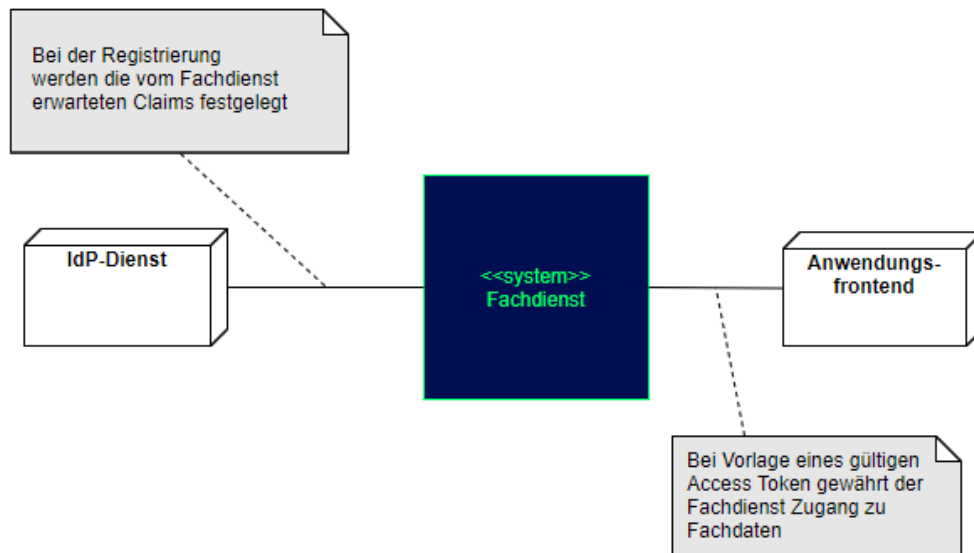 Bei der Registrierung
werden die vom Fachdienst
erwarteten Claims festgelegt
IdP-Dienst
<<system>>
Fachdienst
Anwendungs-
frontend
Bei Vorlage eines gültigen
Access Token gewährt der
Fachdienst Zugang zu
Fachdaten